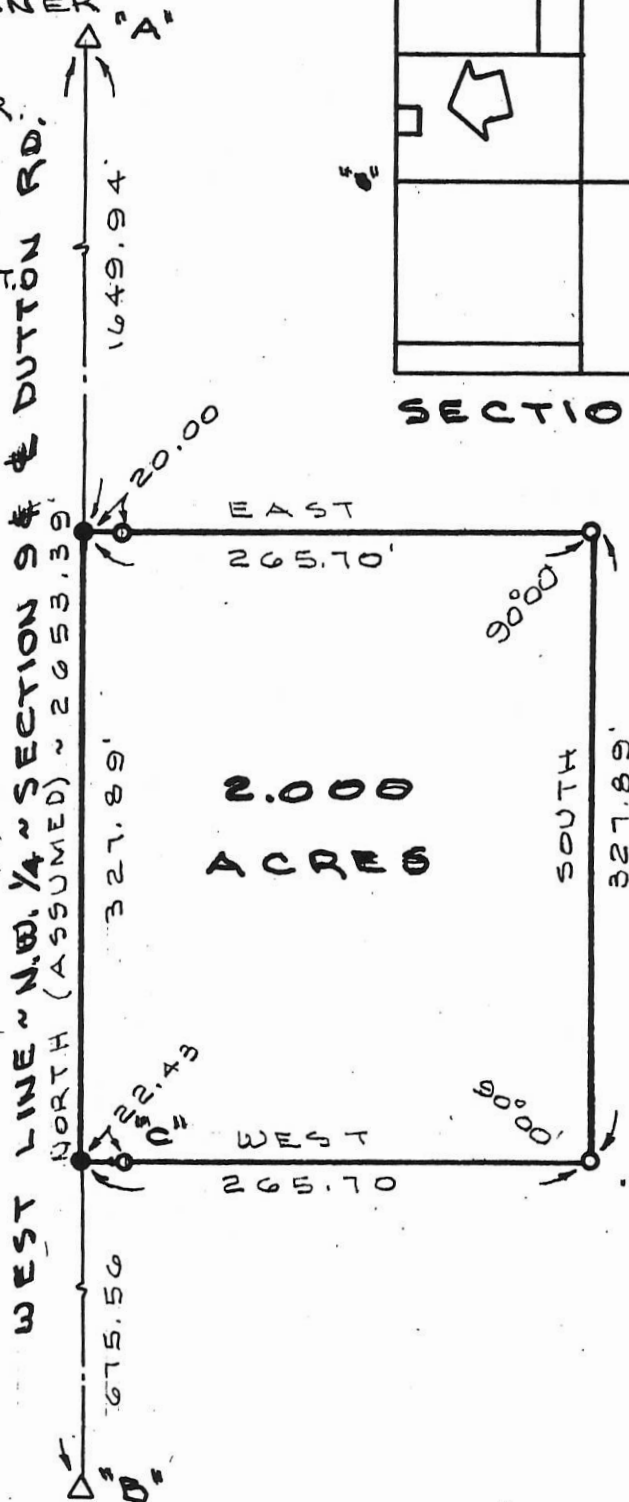 "A"
1649.94'
WEST LINE ~ N.W. 1/4 ~ SECTION 9 & ℄ DUTTON RD.
NORTH (ASSUMED) ~ 2653.39'
"B"
SECTIO
20.00
EAST
265.70'
90°00'
327.89'
2.000
ACRES
SOUTH
327.89'
22.43
"C"
WEST
265.70
90°00'
675.56
"B"